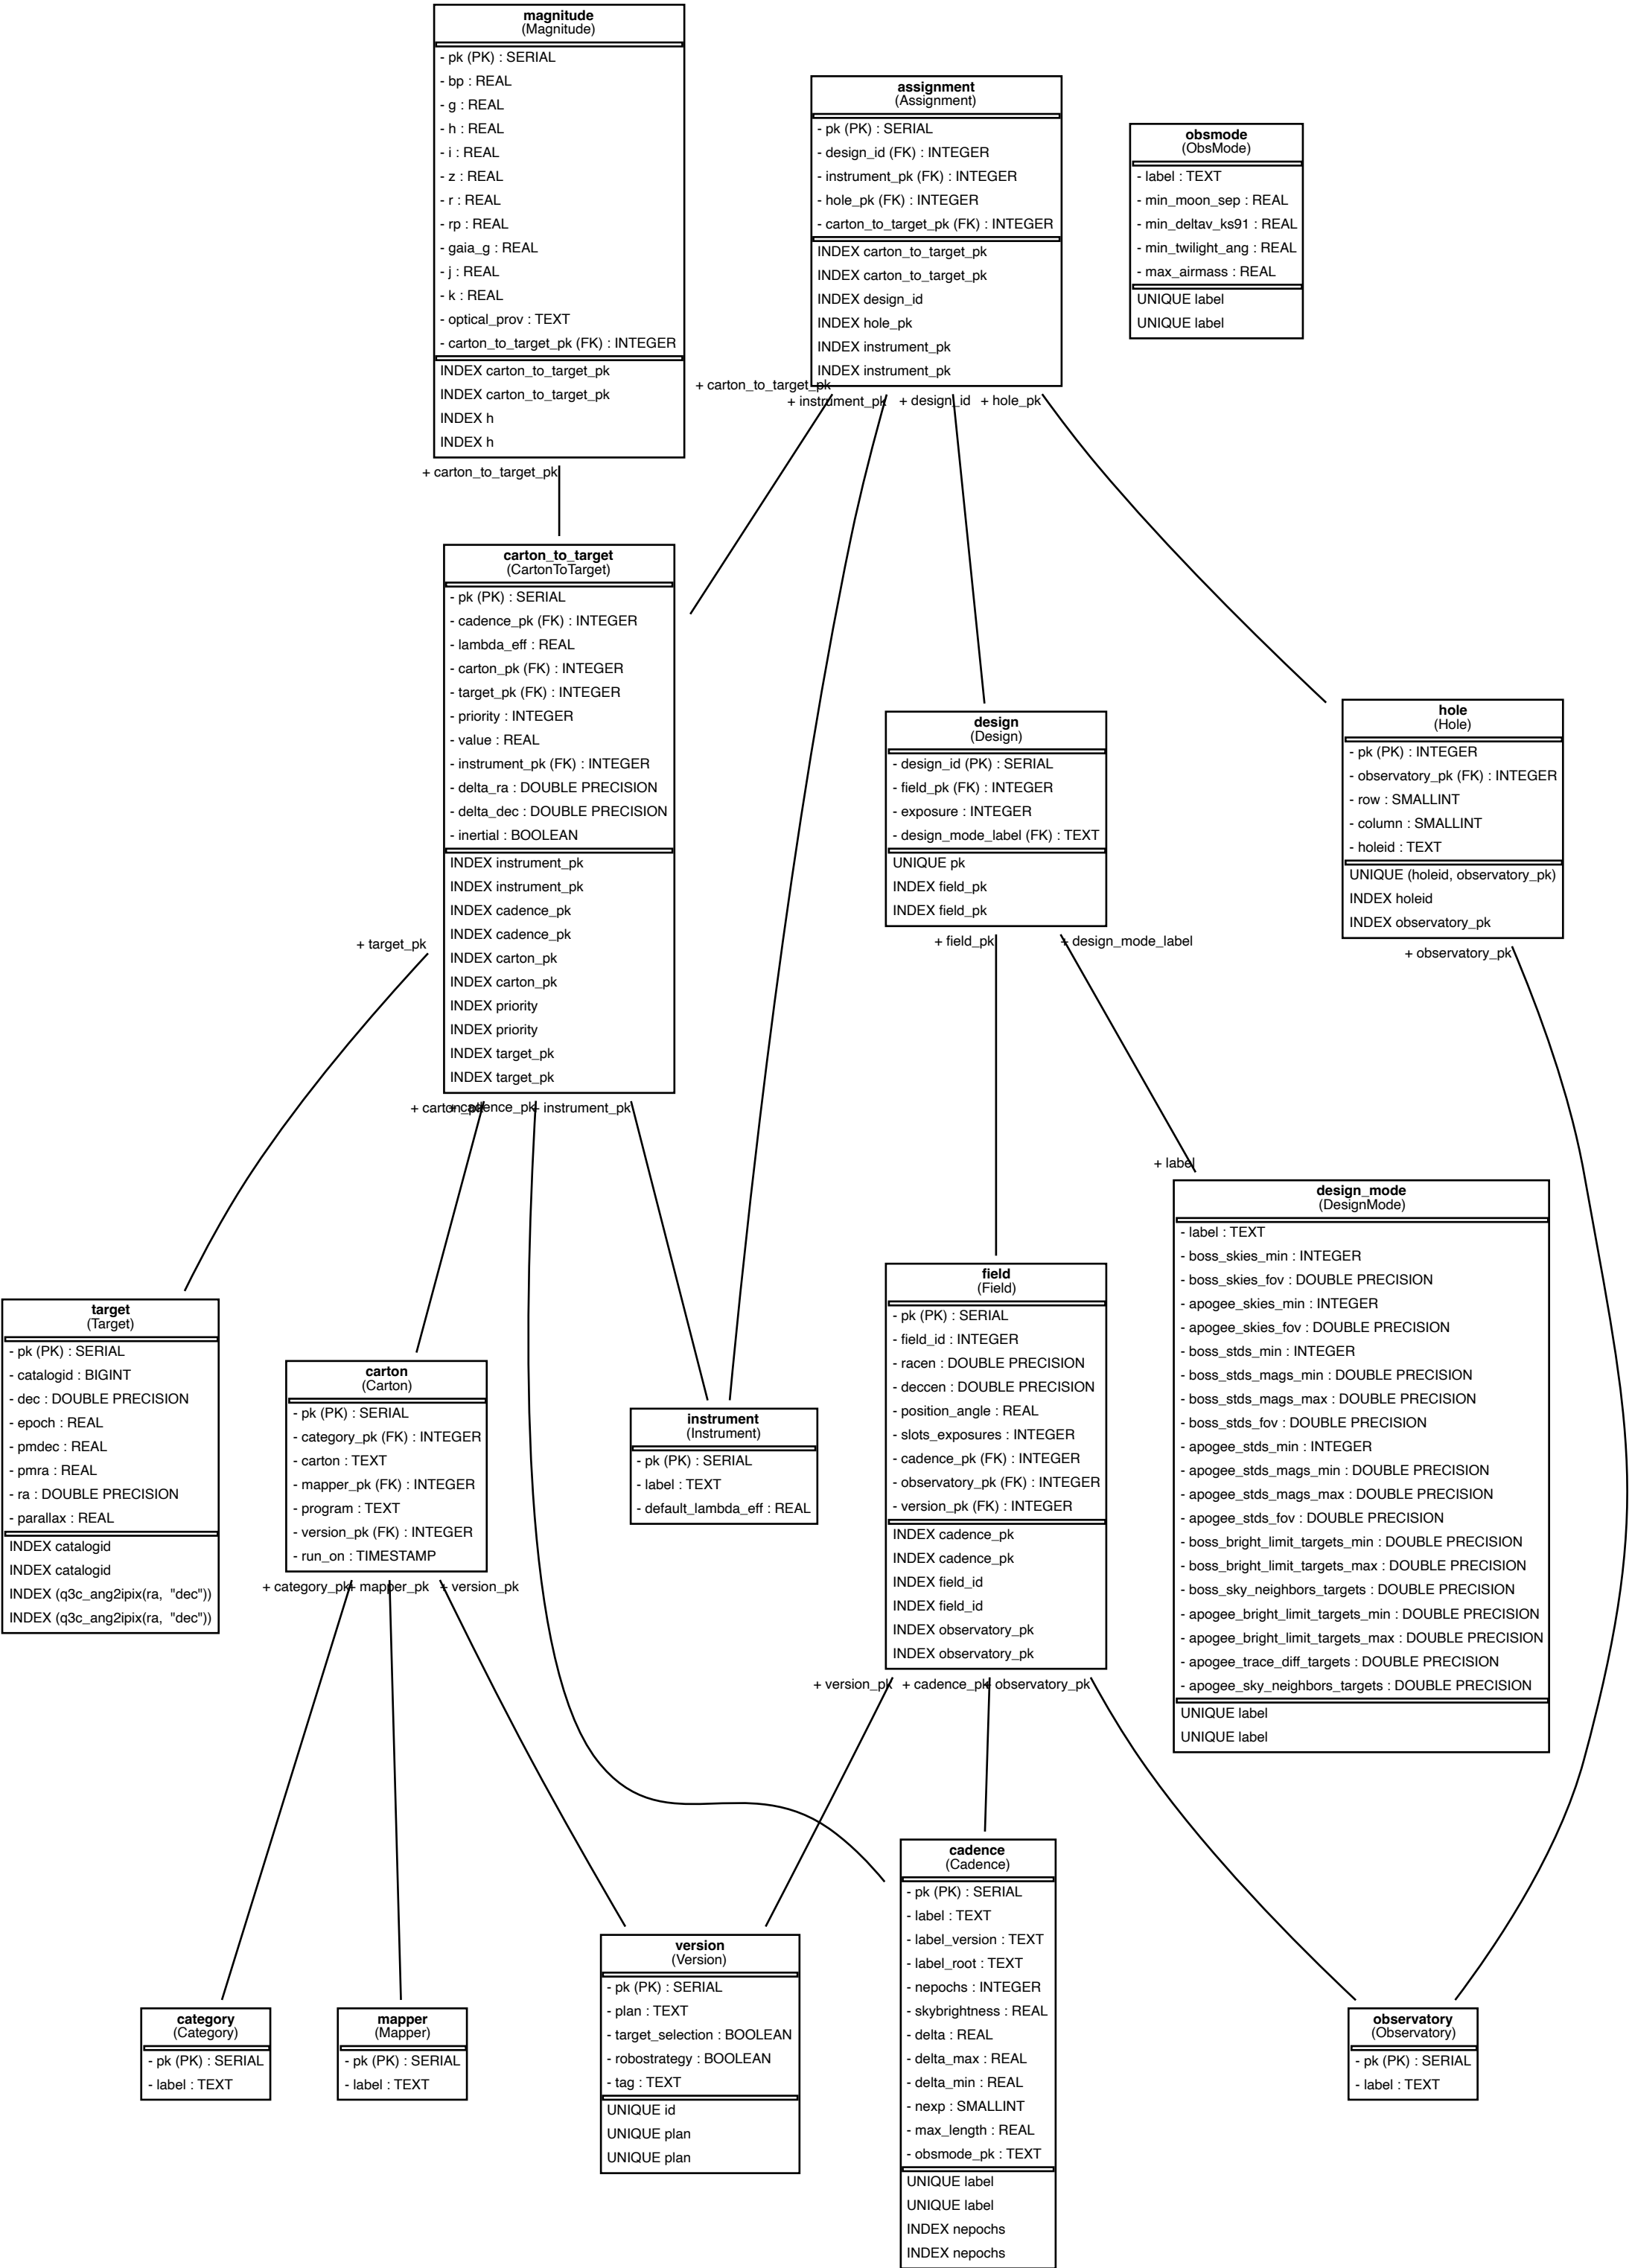 magnitude
(Magnitude)
- pk (PK) : SERIAL
- bp : REAL
- g : REAL
- h : REAL
- i : REAL
- z : REAL
- r : REAL
- rp : REAL
- gaia_g : REAL
- j : REAL
- k : REAL
- optical_prov : TEXT
- carton_to_target_pk (FK) : INTEGER
INDEX carton_to_target_pk
INDEX carton_to_target_pk
INDEX h
INDEX h
+ carton_to_target_pk
assignment
(Assignment)
- pk (PK) : SERIAL
- design_id (FK) : INTEGER
- instrument_pk (FK) : INTEGER
- hole_pk (FK) : INTEGER
- carton_to_target_pk (FK) : INTEGER
INDEX carton_to_target_pk
INDEX carton_to_target_pk
INDEX design_id
INDEX hole_pk
INDEX instrument_pk
INDEX instrument_pk
+ carton_to_target_pk
+ instrument_pk
+ design_id
+ hole_pk
obsmode
(ObsMode)
- label : TEXT
- min_moon_sep : REAL
- min_deltav_ks91 : REAL
- min_twilight_ang : REAL
- max_airmass : REAL
UNIQUE label
UNIQUE label
carton_to_target
(CartonToTarget)
- pk (PK) : SERIAL
- cadence_pk (FK) : INTEGER
- lambda_eff : REAL
- carton_pk (FK) : INTEGER
- target_pk (FK) : INTEGER
- priority : INTEGER
- value : REAL
- instrument_pk (FK) : INTEGER
- delta_ra : DOUBLE PRECISION
- delta_dec : DOUBLE PRECISION
- inertial : BOOLEAN
INDEX instrument_pk
INDEX instrument_pk
INDEX cadence_pk
INDEX cadence_pk
INDEX carton_pk
INDEX carton_pk
INDEX priority
INDEX priority
INDEX target_pk
INDEX target_pk
+ target_pk
+ carton_pk
+ cadence_pk
+ instrument_pk
design
(Design)
- design_id (PK) : SERIAL
- field_pk (FK) : INTEGER
- exposure : INTEGER
- design_mode_label (FK) : TEXT
UNIQUE pk
INDEX field_pk
INDEX field_pk
+ field_pk
+ design_mode_label
hole
(Hole)
- pk (PK) : INTEGER
- observatory_pk (FK) : INTEGER
- row : SMALLINT
- column : SMALLINT
- holeid : TEXT
UNIQUE (holeid, observatory_pk)
INDEX holeid
INDEX observatory_pk
+ observatory_pk
+ label
design_mode
(DesignMode)
- label : TEXT
- boss_skies_min : INTEGER
- boss_skies_fov : DOUBLE PRECISION
- apogee_skies_min : INTEGER
- apogee_skies_fov : DOUBLE PRECISION
- boss_stds_min : INTEGER
- boss_stds_mags_min : DOUBLE PRECISION
- boss_stds_mags_max : DOUBLE PRECISION
- boss_stds_fov : DOUBLE PRECISION
- apogee_stds_min : INTEGER
- apogee_stds_mags_min : DOUBLE PRECISION
- apogee_stds_mags_max : DOUBLE PRECISION
- apogee_stds_fov : DOUBLE PRECISION
- boss_bright_limit_targets_min : DOUBLE PRECISION
- boss_bright_limit_targets_max : DOUBLE PRECISION
- boss_sky_neighbors_targets : DOUBLE PRECISION
- apogee_bright_limit_targets_min : DOUBLE PRECISION
- apogee_bright_limit_targets_max : DOUBLE PRECISION
- apogee_trace_diff_targets : DOUBLE PRECISION
- apogee_sky_neighbors_targets : DOUBLE PRECISION
UNIQUE label
UNIQUE label
target
(Target)
- pk (PK) : SERIAL
- catalogid : BIGINT
- dec : DOUBLE PRECISION
- epoch : REAL
- pmdec : REAL
- pmra : REAL
- ra : DOUBLE PRECISION
- parallax : REAL
INDEX catalogid
INDEX catalogid
INDEX (q3c_ang2ipix(ra, "dec"))
INDEX (q3c_ang2ipix(ra, "dec"))
carton
(Carton)
- pk (PK) : SERIAL
- category_pk (FK) : INTEGER
- carton : TEXT
- mapper_pk (FK) : INTEGER
- program : TEXT
- version_pk (FK) : INTEGER
- run_on : TIMESTAMP
+ category_pk
+ mapper_pk
+ version_pk
instrument
(Instrument)
- pk (PK) : SERIAL
- label : TEXT
- default_lambda_eff : REAL
field
(Field)
- pk (PK) : SERIAL
- field_id : INTEGER
- racen : DOUBLE PRECISION
- deccen : DOUBLE PRECISION
- position_angle : REAL
- slots_exposures : INTEGER
- cadence_pk (FK) : INTEGER
- observatory_pk (FK) : INTEGER
- version_pk (FK) : INTEGER
INDEX cadence_pk
INDEX cadence_pk
INDEX field_id
INDEX field_id
INDEX observatory_pk
INDEX observatory_pk
+ version_pk
+ cadence_pk
+ observatory_pk
category
(Category)
- pk (PK) : SERIAL
- label : TEXT
mapper
(Mapper)
- pk (PK) : SERIAL
- label : TEXT
version
(Version)
- pk (PK) : SERIAL
- plan : TEXT
- target_selection : BOOLEAN
- robostrategy : BOOLEAN
- tag : TEXT
UNIQUE id
UNIQUE plan
UNIQUE plan
cadence
(Cadence)
- pk (PK) : SERIAL
- label : TEXT
- label_version : TEXT
- label_root : TEXT
- nepochs : INTEGER
- skybrightness : REAL
- delta : REAL
- delta_max : REAL
- delta_min : REAL
- nexp : SMALLINT
- max_length : REAL
- obsmode_pk : TEXT
UNIQUE label
UNIQUE label
INDEX nepochs
INDEX nepochs
observatory
(Observatory)
- pk (PK) : SERIAL
- label : TEXT